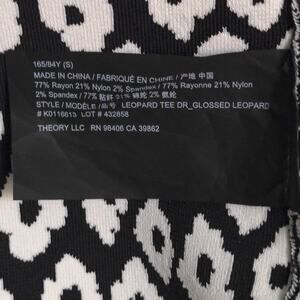 165/84Y (S)
MADE IN CHINA / FABRIQUÉ EN CHINE / 产地 中国
77% Rayon 21% Nylon 2% Spandex / 77% Rayonne 21% Nylon
2% Spandex / 77% 粘纤 21% 锦纶 2% 氨纶
STYLE / MODÈLE / 品号 LEOPARD TEE DR_GLOSSED LEOPARD
# K0116613 LOT # 432858
THEORY LLC RN 98406 CA 39862